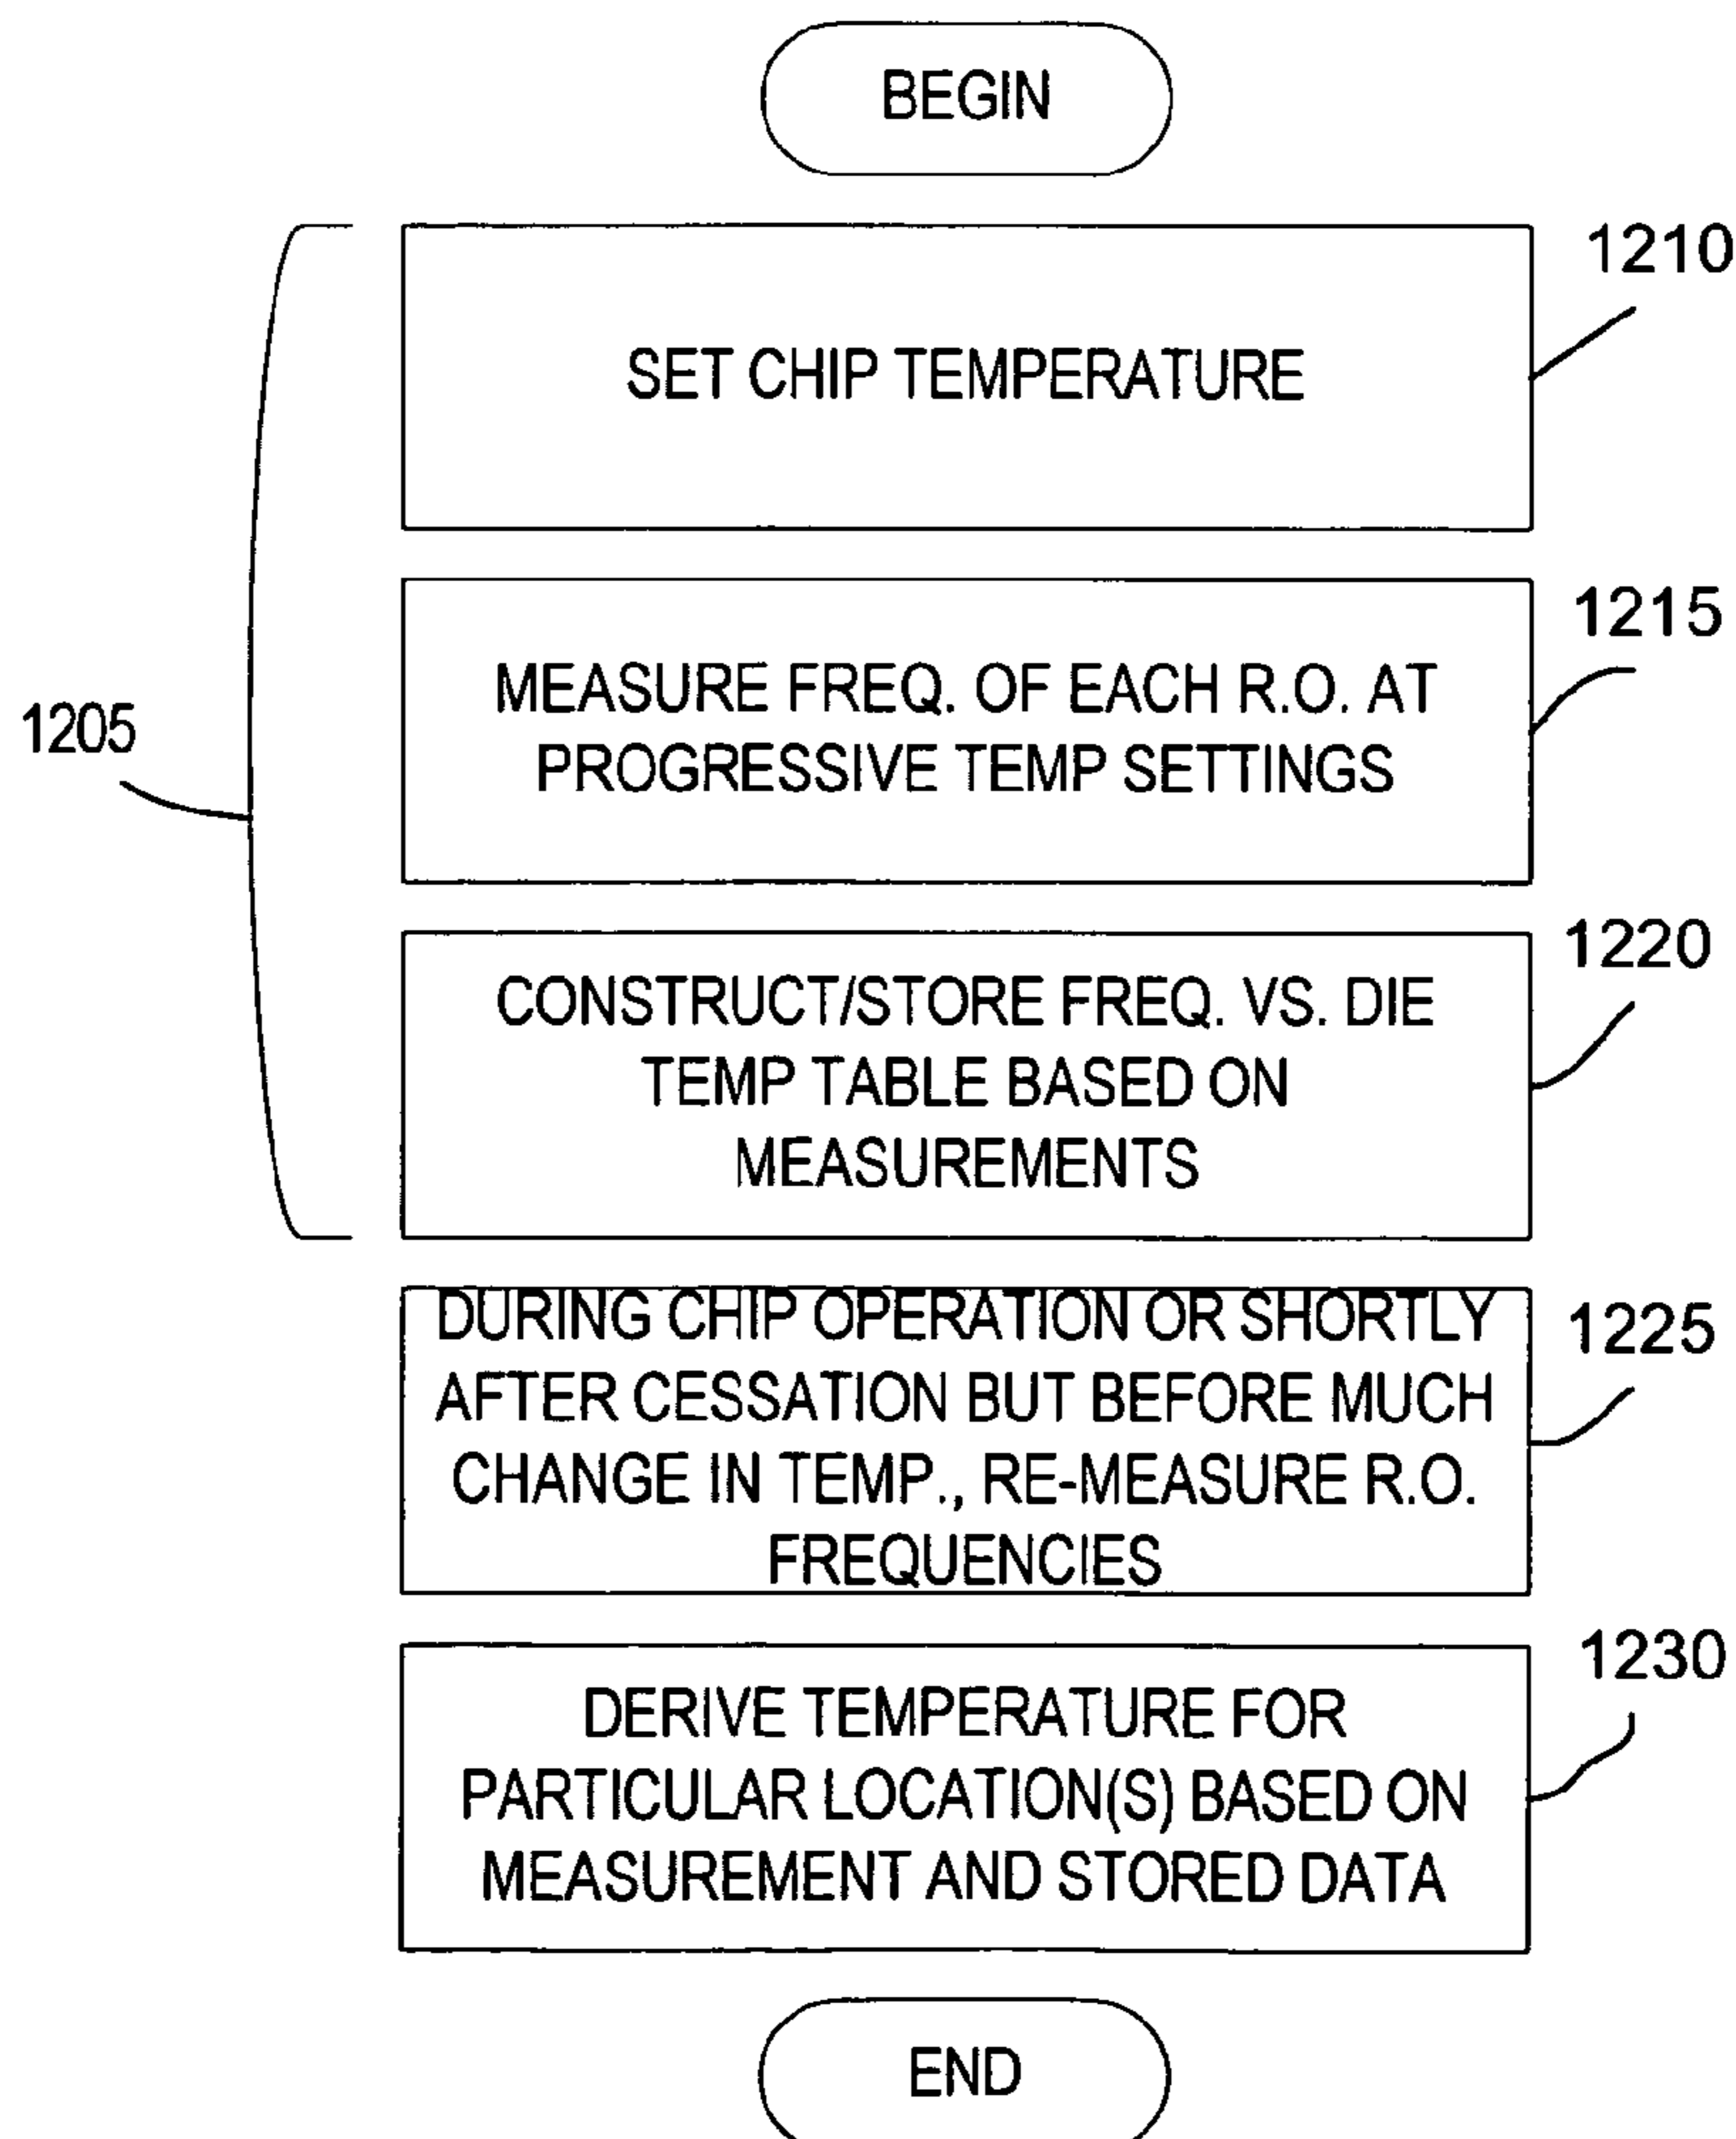 BEGIN
1210
SET CHIP TEMPERATURE
1215
MEASURE FREQ. OF EACH R.O. AT
PROGRESSIVE TEMP SETTINGS
1205
1220
CONSTRUCT/STORE FREQ. VS. DIE
TEMP TABLE BASED ON
MEASUREMENTS
1225
DURING CHIP OPERATION OR SHORTLY
AFTER CESSATION BUT BEFORE MUCH
CHANGE IN TEMP., RE-MEASURE R.O.
FREQUENCIES
1230
DERIVE TEMPERATURE FOR
PARTICULAR LOCATION(S) BASED ON
MEASUREMENT AND STORED DATA
END